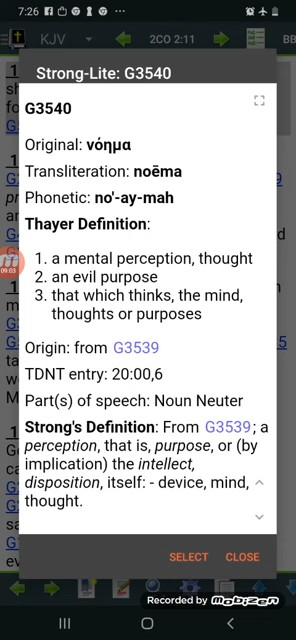 7:26
KJV
2CO 2:11
BB
Strong-Lite: G3540
G3540
Original: νόημα
Transliteration: noēma
Phonetic: no'-ay-mah
Thayer Definition:
1. a mental perception, thought
2. an evil purpose
3. that which thinks, the mind,
thoughts or purposes
09:03
Origin: from G3539
TDNT entry: 20:00,6
Part(s) of speech: Noun Neuter
Strong's Definition: From G3539; a
perception, that is, purpose, or (by
implication) the intellect,
disposition, itself: - device, mind,
thought.
SELECT CLOSE
Recorded by Mobizen